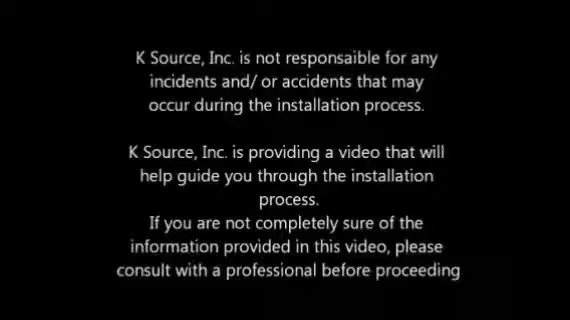 K Source, Inc. is not responsaible for any
incidents and/ or accidents that may
occur during the installation process.
K Source, Inc. is providing a video that will
help guide you through the installation
process.
If you are not completely sure of the
information provided in this video, please
consult with a professional before proceeding